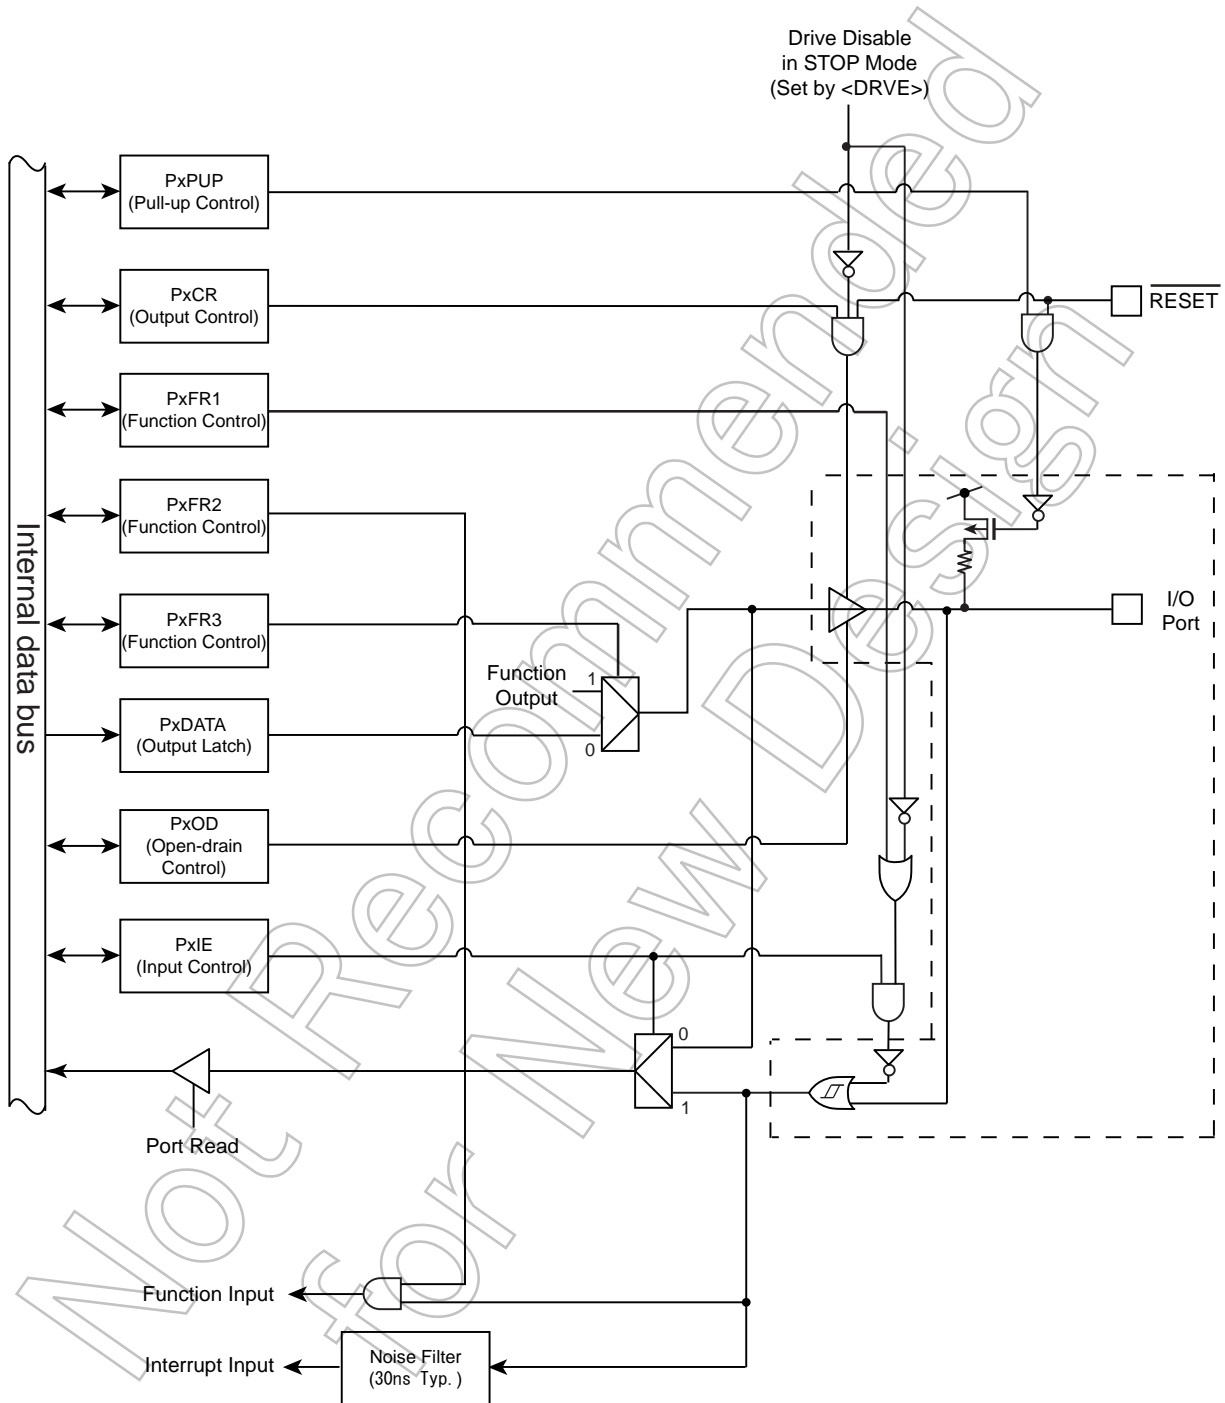 Drive Disable
in STOP Mode
(Set by <DRVE>)
PxPUP
(Pull-up Control)
PxCR
(Output Control)
RESET
PxFR1
(Function Control)
PxFR2
(Function Control)
Internal data bus
PxFR3
(Function Control)
I/O
Port
Function
Output
1
0
PxDATA
(Output Latch)
PxOD
(Open-drain
Control)
PxIE
(Input Control)
0
1
Port Read
Function Input
Interrupt Input
Noise Filter
(30ns Typ.)
Not Recommended
for New Design